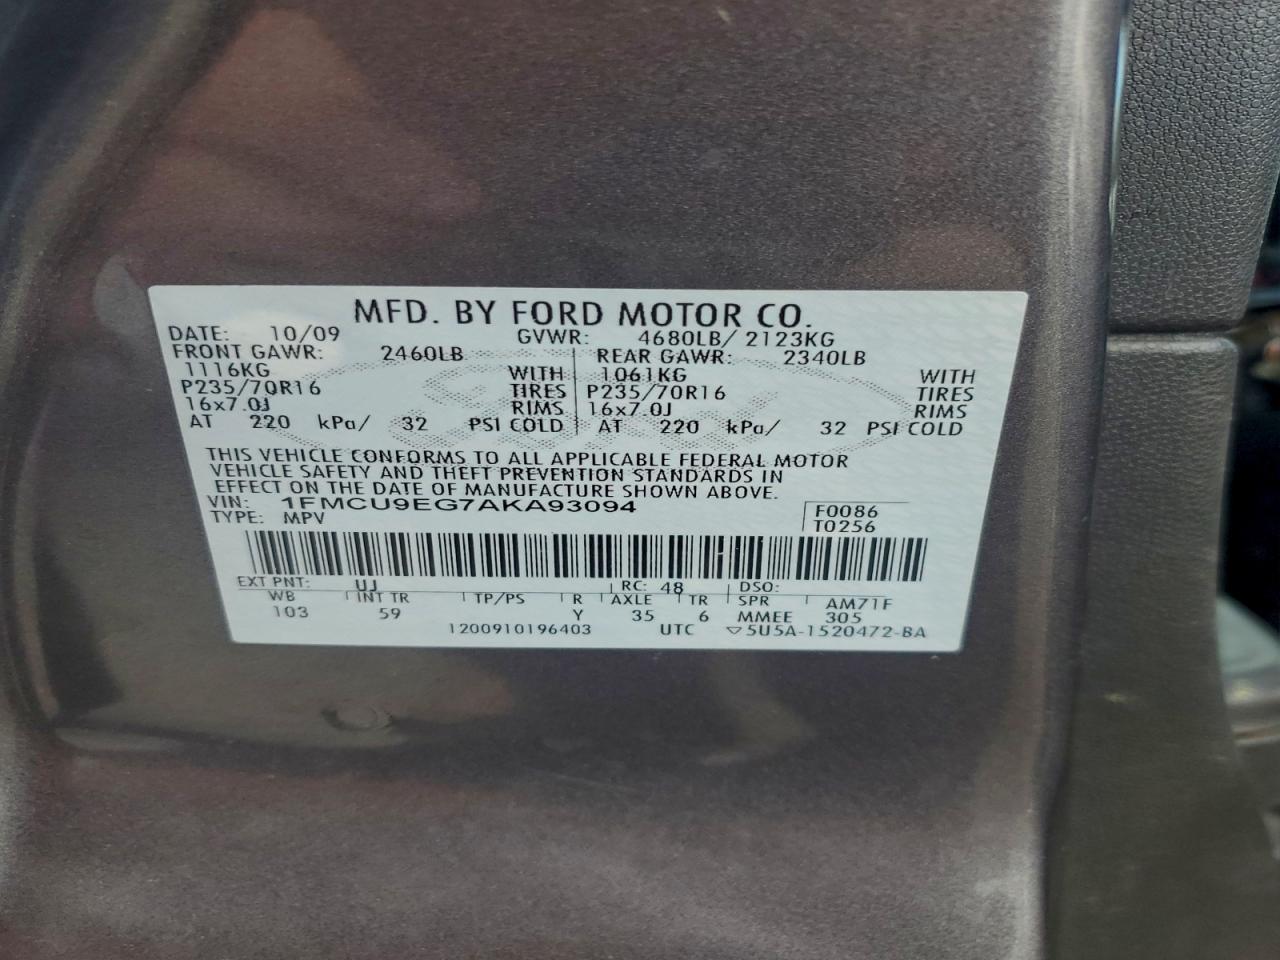 MFD. BY FORD MOTOR CO.
DATE: 10/09 GVWR: 4680LB/ 2123KG
FRONT GAWR: 2460LB REAR GAWR: 2340LB
1116KG WITH 1061KG WITH
P235/70R16 TIRES P235/70R16 TIRES
16x7.0J RIMS 16x7.0J RIMS
AT 220 kPa/ 32 PSI COLD AT 220 kPa/ 32 PSI COLD
THIS VEHICLE CONFORMS TO ALL APPLICABLE FEDERAL MOTOR
VEHICLE SAFETY AND THEFT PREVENTION STANDARDS IN
EFFECT ON THE DATE OF MANUFACTURE SHOWN ABOVE.
VIN: 1FMCU9EG7AKA93094 F0086
TYPE: MPV T0256
EXT PNT: UJ RC: 48 DSO:
WB INT TR TP/PS R AXLE TR SPR AM71F
103 59 Y 35 6 MMEE 305
1200910196403 UTC ▽5U5A-1520472-BA